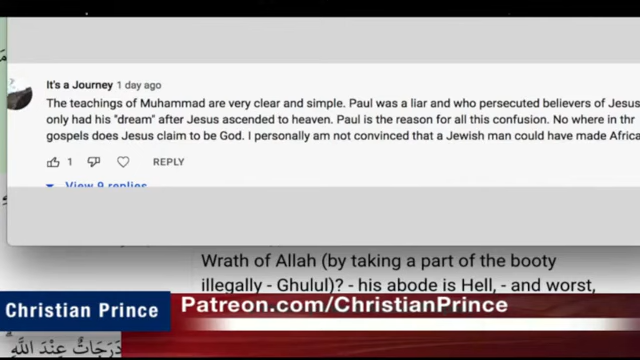 It's a Journey 1 day ago
The teachings of Muhammad are very clear and simple. Paul was a liar and who persecuted believers of Jesus
only had his "dream" after Jesus ascended to heaven. Paul is the reason for all this confusion. No where in thr
gospels does Jesus claim to be God. I personally am not convinced that a Jewish man could have made Africa
1 REPLY
View 9 replies
Wrath of Allah (by taking a part of the booty
illegally - Ghulul)? - his abode is Hell, - and worst,
Christian Prince
Patreon.com/ChristianPrince
دَرَجَاتٌ عِنْدَ اللَّهِ